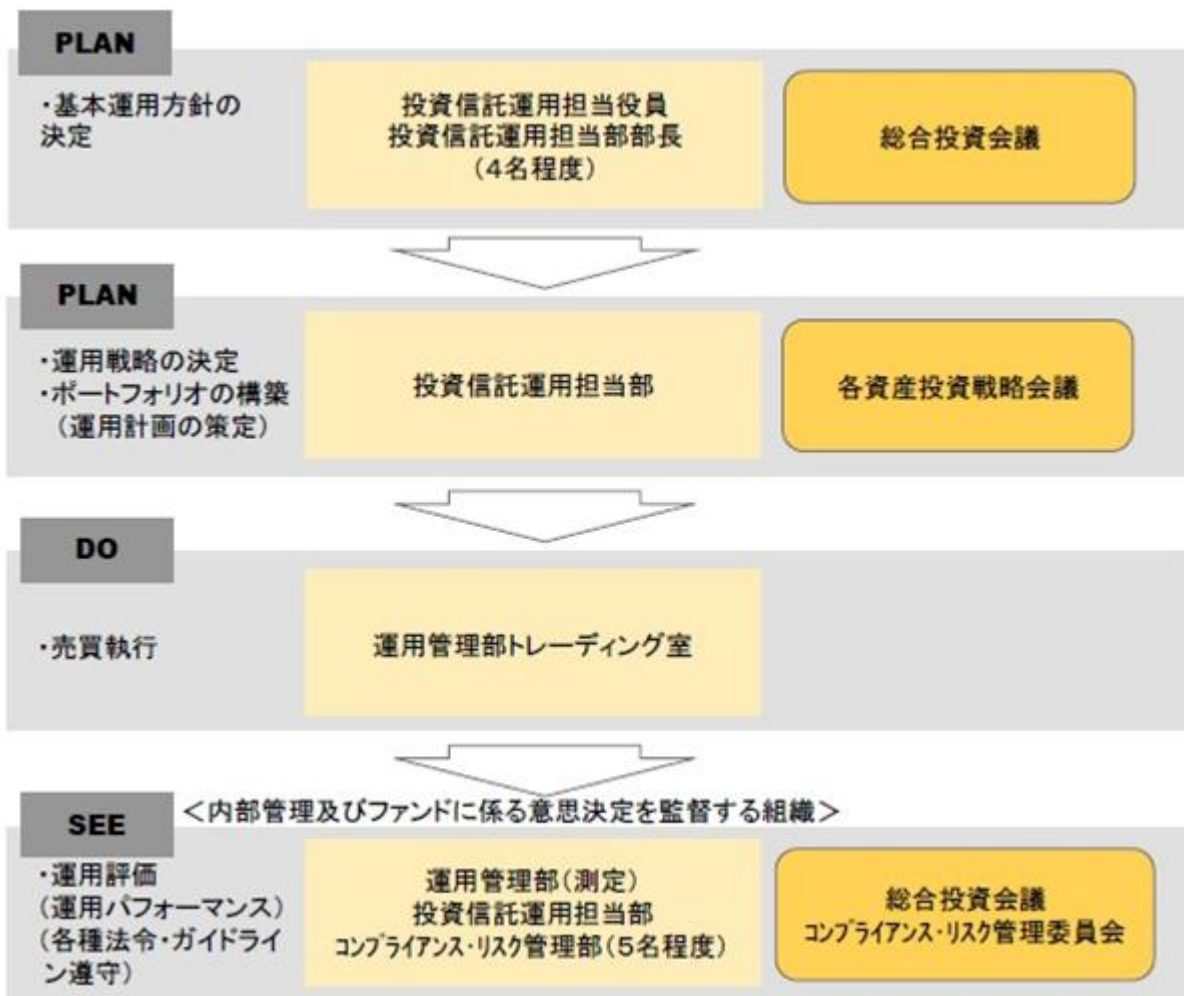 PLAN
・基本運用方針の
決定
投資信託運用担当役員
投資信託運用担当部部長
(4名程度)
総合投資会議
PLAN
・運用戦略の決定
・ポートフォリオの構築
(運用計画の策定)
投資信託運用担当部
各資産投資戦略会議
DO
・売買執行
運用管理部トレーディング室
SEE
＜内部管理及びファンドに係る意思決定を監督する組織＞
・運用評価
(運用パフォーマンス)
(各種法令・ガイドライ
ン遵守)
運用管理部(測定)
投資信託運用担当部
コンプライアンス・リスク管理部(5名程度)
総合投資会議
コンプライアンス・リスク管理委員会